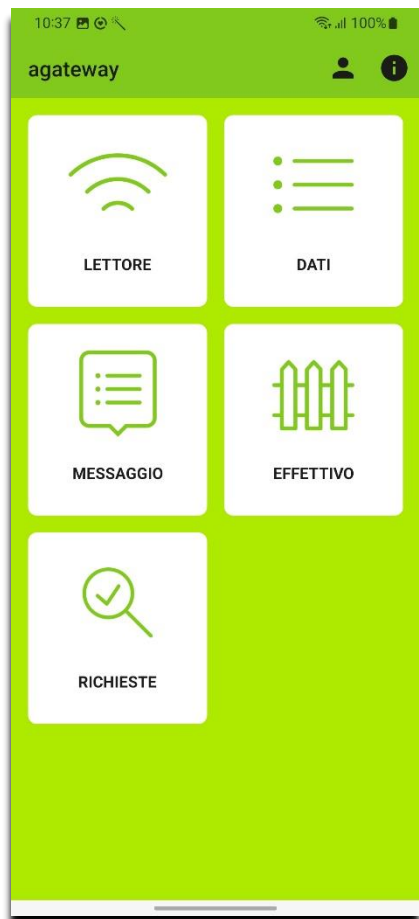 10:37 100%
agateway
LETTORE DATI
MESSAGGIO EFFETTIVO
RICHIESTE